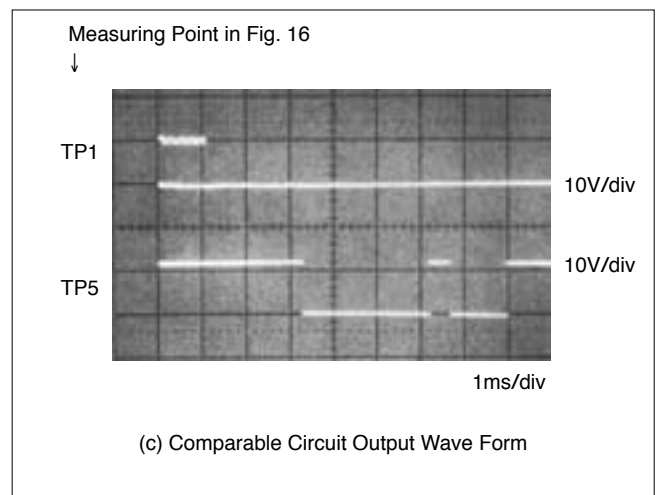 Measuring Point in Fig. 16
↓
TP1
10V/div
10V/div
TP5
1ms/div
(c) Comparable Circuit Output Wave Form